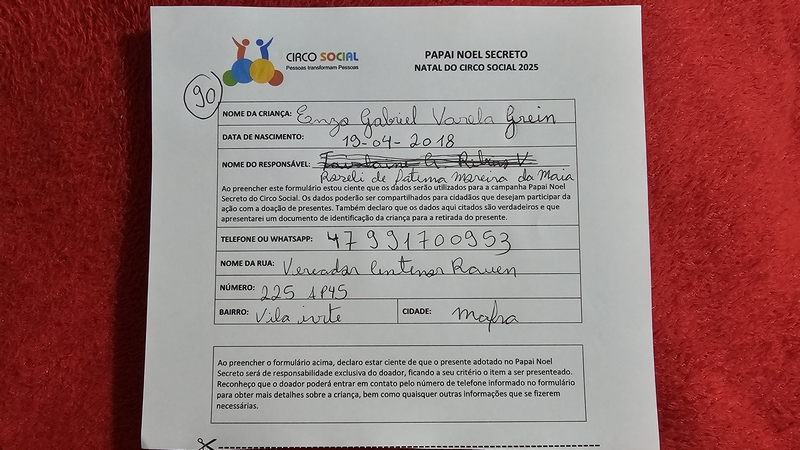 CIRCO SOCIAL
Pessoas transformam Pessoas
PAPAI NOEL SECRETO
NATAL DO CIRCO SOCIAL 2025
90
NOME DA CRIANÇA: Enzo Gabriel Varela Grein
DATA DE NASCIMENTO: 19-04-2018
NOME DO RESPONSÁVEL:
Roseli de fatima Moreira da Maia
Ao preencher este formulário estou ciente que os dados serão utilizados para a campanha Papai Noel
Secreto do Circo Social. Os dados poderão ser compartilhados para cidadãos que desejam participar da
ação com a doação de presentes. Também declaro que os dados aqui citados são verdadeiros e que
apresentarei um documento de identificação da criança para a retirada do presente.
TELEFONE OU WHATSAPP: 47 991700953
NOME DA RUA: Vereador Raven
NÚMERO: 225 AP45
BAIRRO: Vila CIDADE: Mafra
Ao preencher o formulário acima, declaro estar ciente de que o presente adotado no Papai Noel
Secreto será de responsabilidade exclusiva do doador, ficando a seu critério o item a ser presenteado.
Reconheço que o doador poderá entrar em contato pelo número de telefone informado no formulário
para obter mais detalhes sobre a criança, bem como quaisquer outras informações que se fizerem
necessárias.